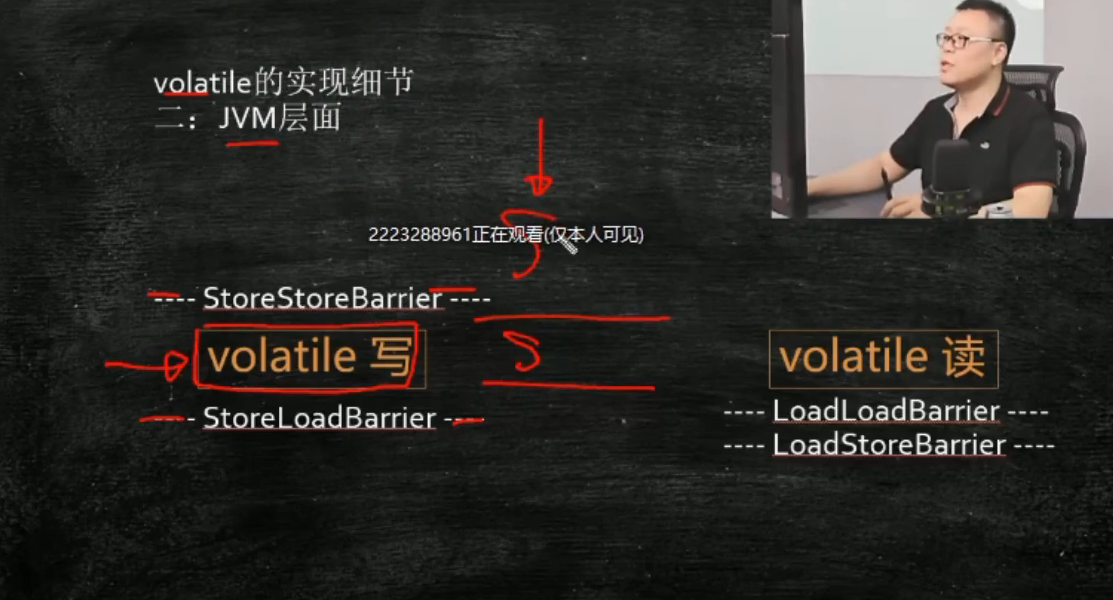 volatile的实现细节
二：JVM层面
2223288961正在观看(仅本人可见)
S
---- StoreStoreBarrier ----
volatile 写
S
---- StoreLoadBarrier ----
volatile 读
---- LoadLoadBarrier ----
---- LoadStoreBarrier ----